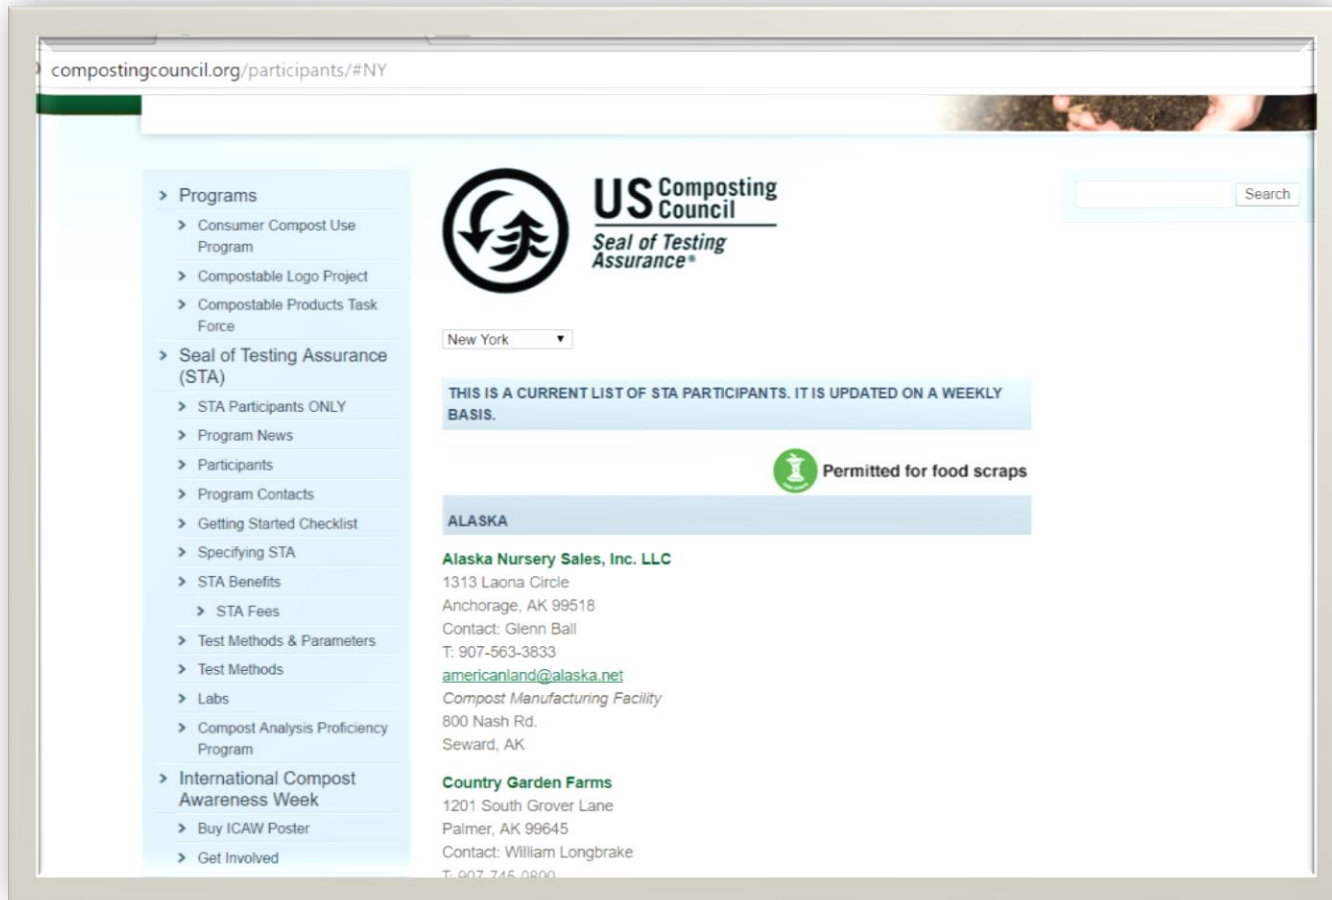 compostingcouncil.org/participants/#NY
Programs
Consumer Compost Use
Program
Compostable Logo Project
Compostable Products Task
Force
Seal of Testing Assurance
(STA)
STA Participants ONLY
Program News
Participants
Program Contacts
Getting Started Checklist
Specifying STA
STA Benefits
STA Fees
Test Methods & Parameters
Test Methods
Labs
Compost Analysis Proficiency
Program
International Compost
Awareness Week
Buy ICAW Poster
Get Involved
US Composting
Council
Seal of Testing
Assurance®
New York
THIS IS A CURRENT LIST OF STA PARTICIPANTS. IT IS UPDATED ON A WEEKLY
BASIS.
Permitted for food scraps
ALASKA
Alaska Nursery Sales, Inc. LLC
1313 Laona Circle
Anchorage, AK 99518
Contact: Glenn Ball
T: 907-563-3833
americanland@alaska.net
Compost Manufacturing Facility
800 Nash Rd.
Seward, AK
Country Garden Farms
1201 South Grover Lane
Palmer, AK 99645
Contact: William Longbrake
T: 907-745-0800
Search